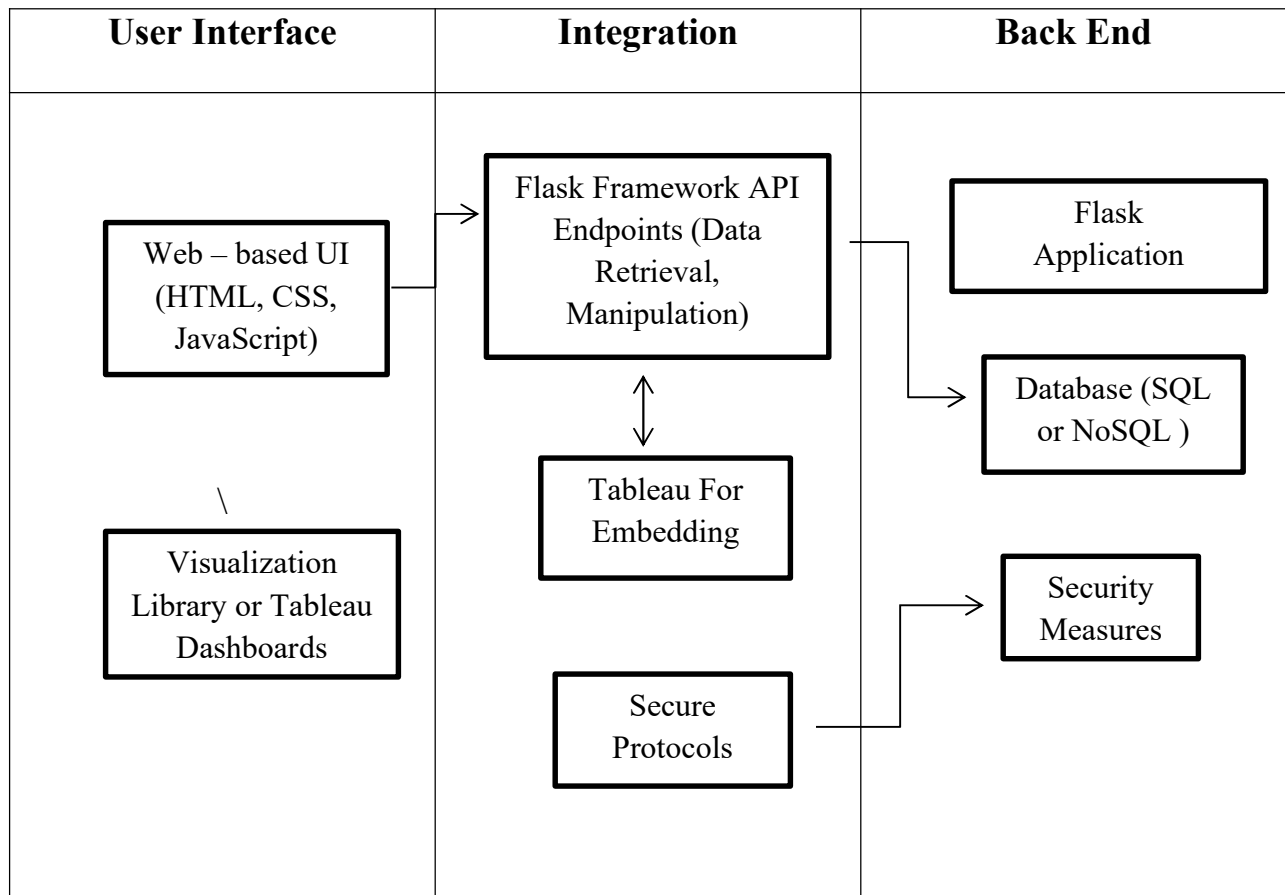 User Interface
Integration
Back End
Web – based UI
(HTML, CSS,
JavaScript)
\
Visualization
Library or Tableau
Dashboards
Flask Framework API
Endpoints (Data
Retrieval,
Manipulation)
Tableau For
Embedding
Secure
Protocols
Flask
Application
Database (SQL
or NoSQL )
Security
Measures